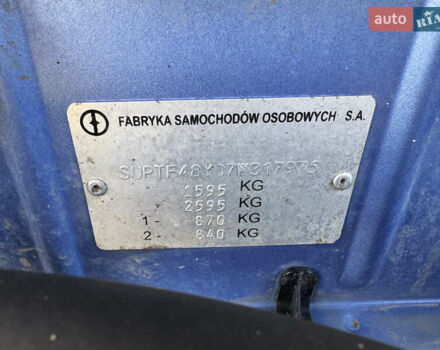 auto RIA
FABRYKA SAMOCHODÓW OSOBOWYCH S.A.
SUPTF48YD7W317975
1595 KG
2595 KG
1- 870 KG
2- 840 KG